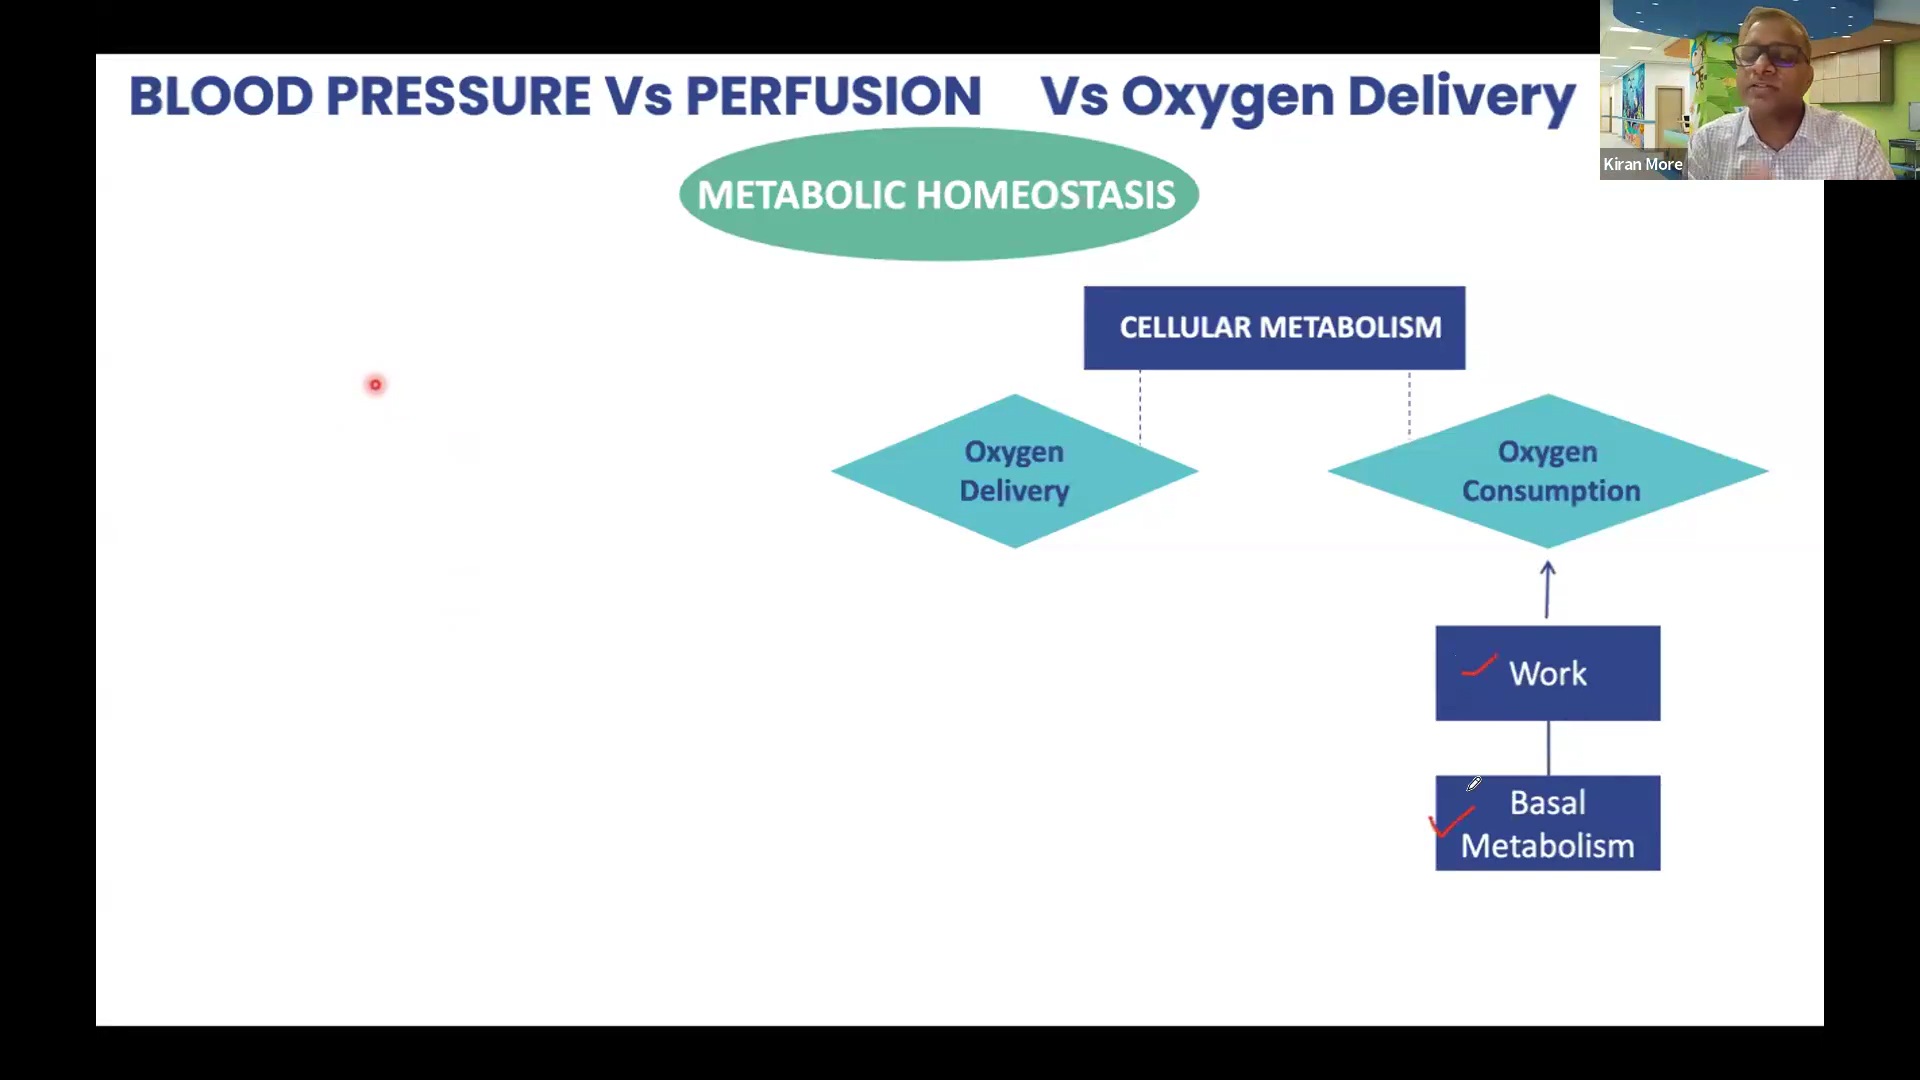 BLOOD PRESSURE Vs PERFUSION Vs Oxygen Delivery
Kiran More
METABOLIC HOMEOSTASIS
CELLULAR METABOLISM
Oxygen
Delivery
Oxygen
Consumption
Work
Basal
Metabolism